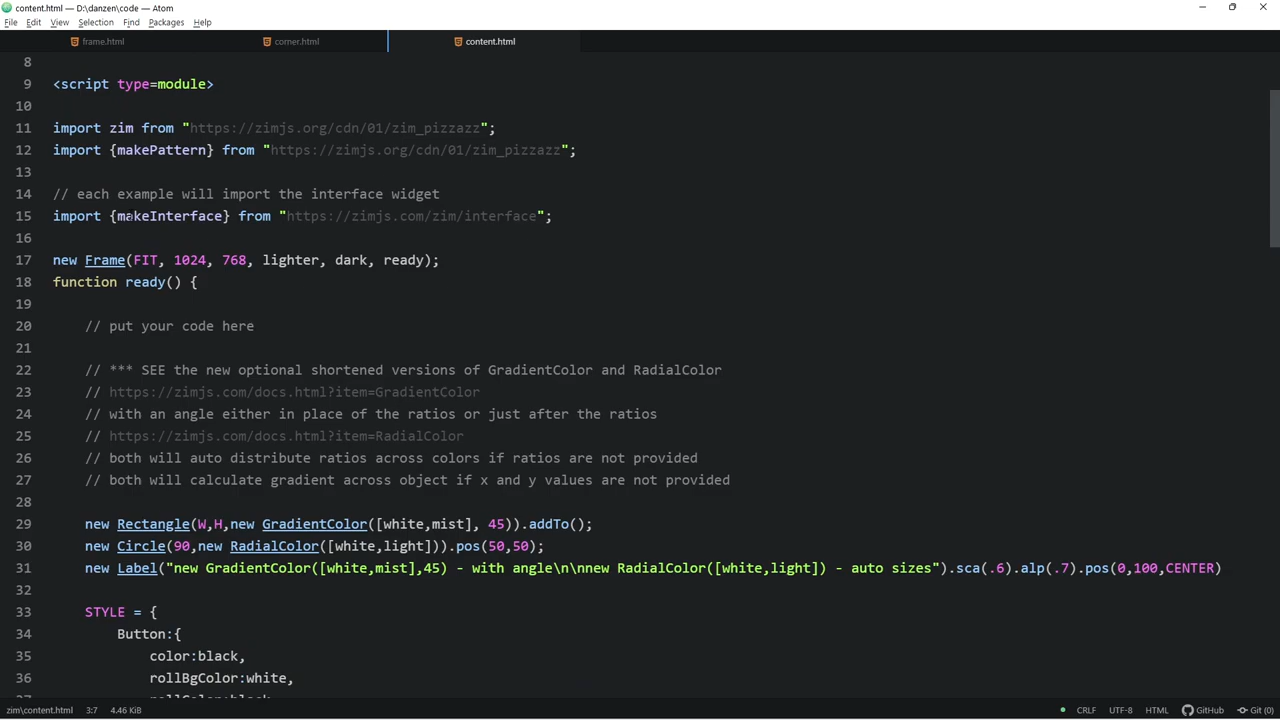 content.html — D:\danzen\code — Atom
File Edit View Selection Find Packages Help
frame.html corner.html content.html
8
9 <script type=module>
10
11 import zim from "https://zimjs.org/cdn/01/zim_pizzazz";
12 import {makePattern} from "https://zimjs.org/cdn/01/zim_pizzazz";
13
14 // each example will import the interface widget
15 import {makeInterface} from "https://zimjs.com/zim/interface";
16
17 new Frame(FIT, 1024, 768, lighter, dark, ready);
18 function ready() {
19
20 // put your code here
21
22 // *** SEE the new optional shortened versions of GradientColor and RadialColor
23 // https://zimjs.com/docs.html?item=GradientColor
24 // with an angle either in place of the ratios or just after the ratios
25 // https://zimjs.com/docs.html?item=RadialColor
26 // both will auto distribute ratios across colors if ratios are not provided
27 // both will calculate gradient across object if x and y values are not provided
28
29 new Rectangle(W,H,new GradientColor([white,mist], 45)).addTo();
30 new Circle(90,new RadialColor([white,light])).pos(50,50);
31 new Label("new GradientColor([white,mist],45) - with angle\n\nnew RadialColor([white,light]) - auto sizes").sca(.6).alp(.7).pos(0,100,CENTER)
32
33 STYLE = {
34 Button:{
35 color:black,
36 rollBgColor:white,
37 rollColor:black
zim\content.html 3:7 4.46 KiB CRLF UTF-8 HTML GitHub Git (0)